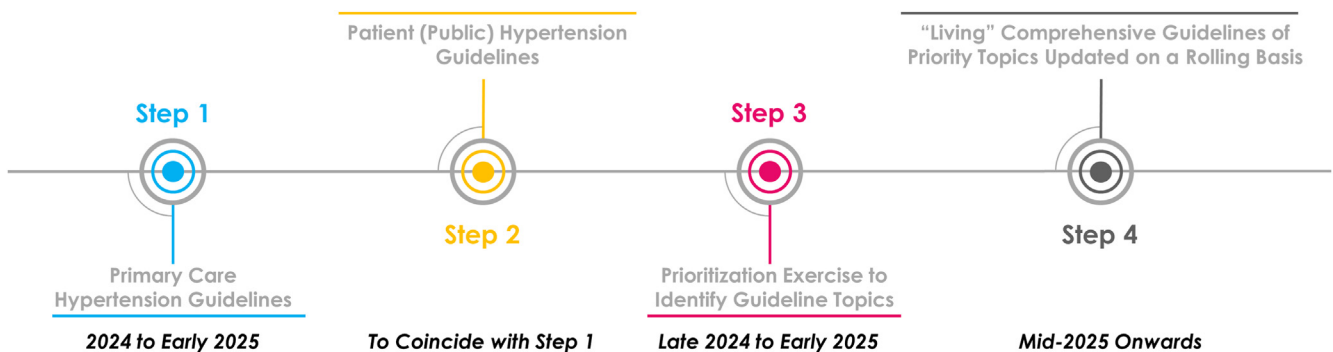 Step 1
Primary Care
Hypertension Guidelines
2024 to Early 2025
Patient (Public) Hypertension
Guidelines
Step 2
To Coincide with Step 1
Step 3
Prioritization Exercise to
Identify Guideline Topics
Late 2024 to Early 2025
“Living” Comprehensive Guidelines of
Priority Topics Updated on a Rolling Basis
Step 4
Mid-2025 Onwards